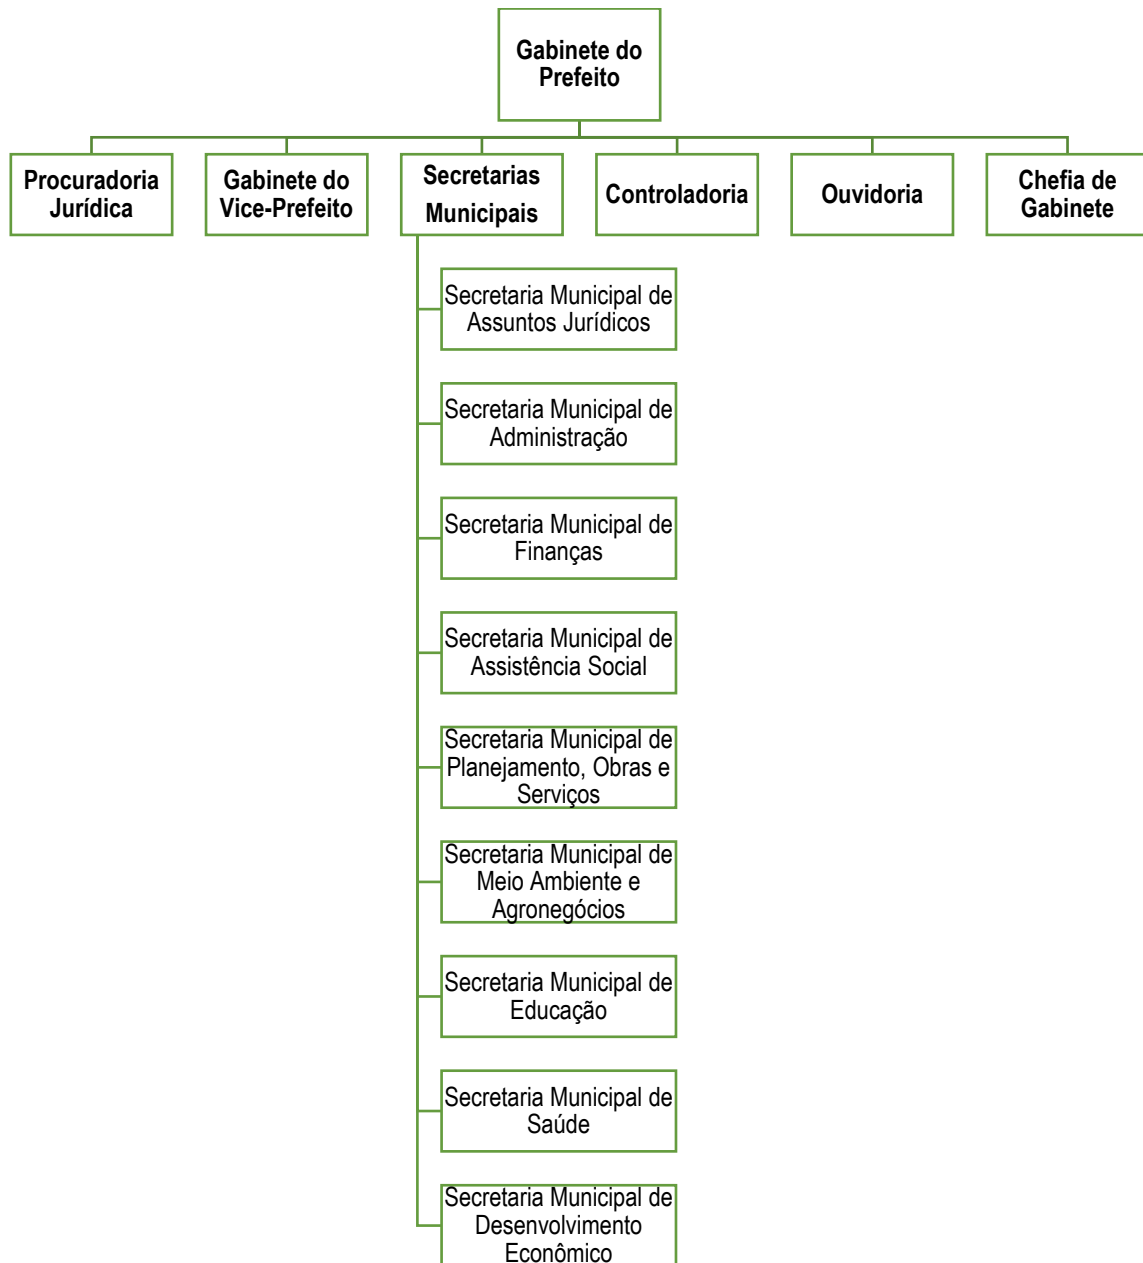 Gabinete do
Prefeito
Procuradoria
Jurídica
Gabinete do
Vice-Prefeito
Secretarias
Municipais
Controladoria
Ouvidoria
Chefia de
Gabinete
Secretaria Municipal de
Assuntos Jurídicos
Secretaria Municipal de
Administração
Secretaria Municipal de
Finanças
Secretaria Municipal de
Assistência Social
Secretaria Municipal de
Planejamento, Obras e
Serviços
Secretaria Municipal de
Meio Ambiente e
Agronegócios
Secretaria Municipal de
Educação
Secretaria Municipal de
Saúde
Secretaria Municipal de
Desenvolvimento
Econômico